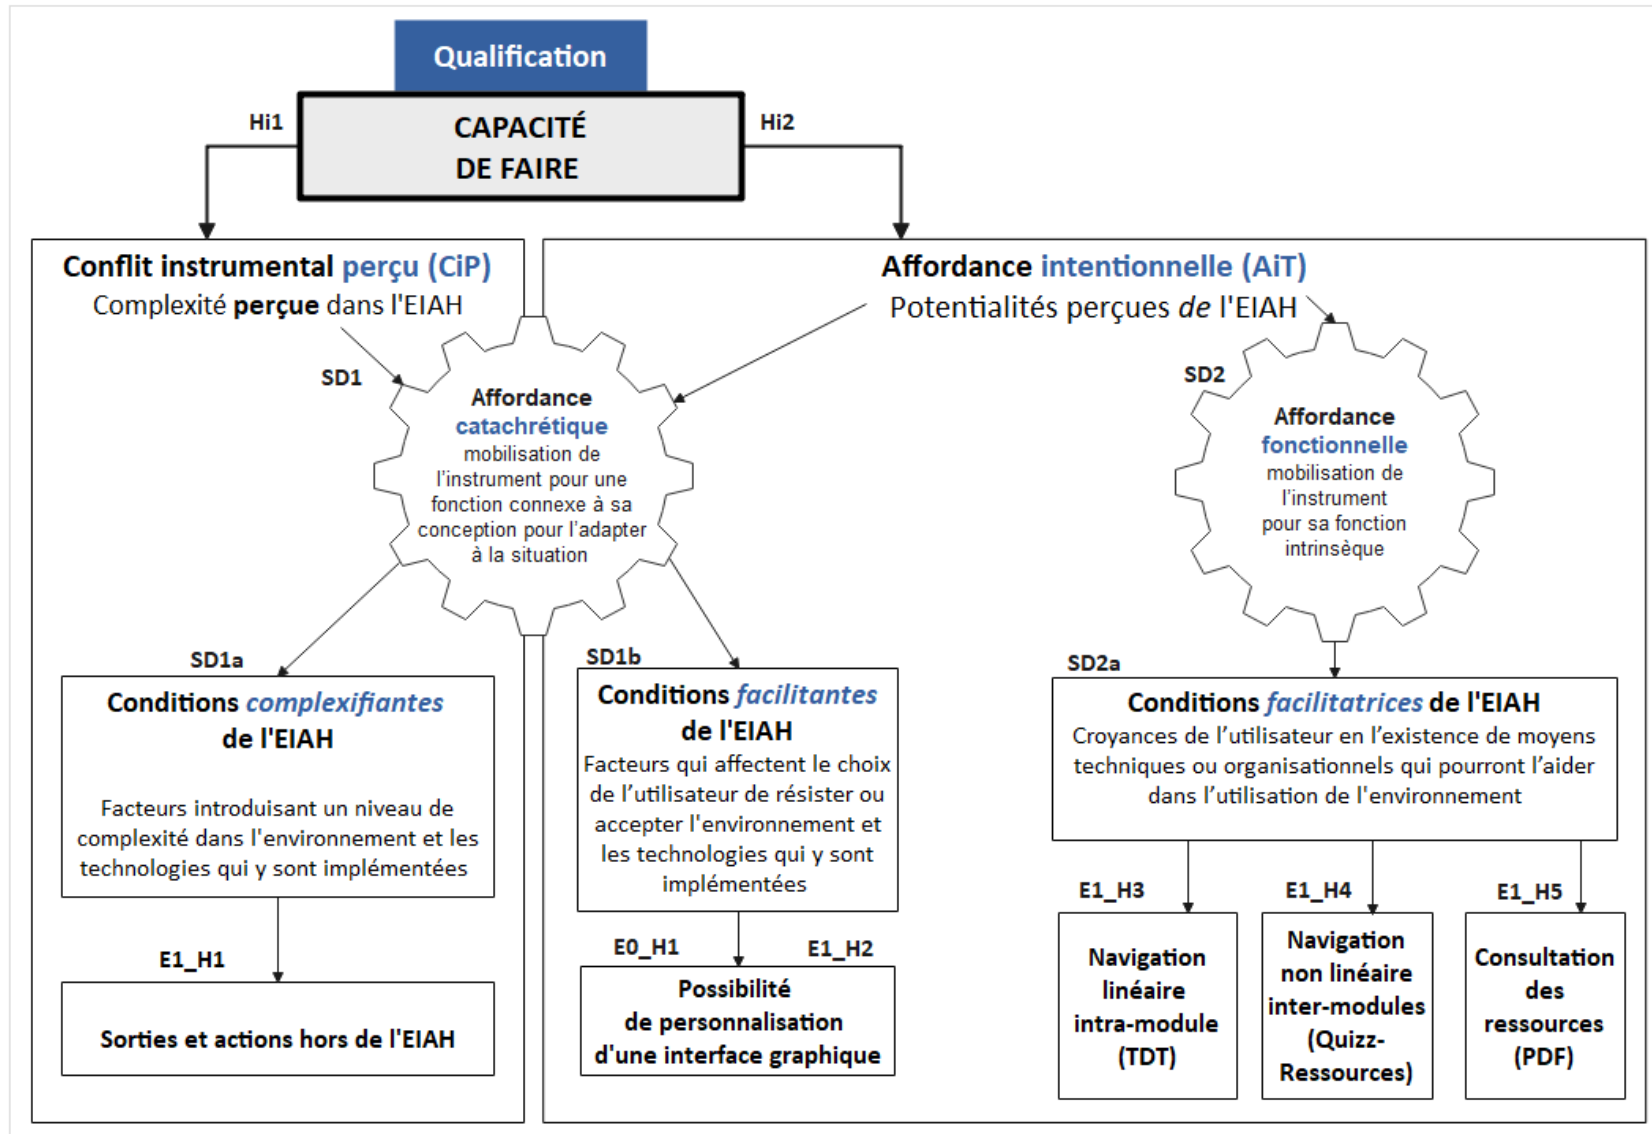 Qualification
Hi1
CAPACITÉ
DE FAIRE
Hi2
Conflit instrumental perçu (CiP)
Complexité perçue dans l'EIAH
Affordance intentionnelle (AiT)
Potentialités perçues de l'EIAH
SD1
Affordance
catachrétique
mobilisation de
l'instrument pour une
fonction connexe à sa
conception pour l'adapter
à la situation
SD2
Affordance
fonctionnelle
mobilisation de
l'instrument
pour sa fonction
intrinsèque
SD1a
Conditions complexifiantes
de l'EIAH
Facteurs introduisant un niveau de
complexité dans l'environnement et les
technologies qui y sont implémentées
SD1b
Conditions facilitantes
de l'EIAH
Facteurs qui affectent le choix
de l’utilisateur de résister ou
accepter l'environnement et
les technologies qui y sont
implémentées
SD2a
Conditions facilitatrices de l'EIAH
Croyances de l’utilisateur en l’existence de moyens
techniques ou organisationnels qui pourront l’aider
dans l’utilisation de l'environnement
E1_H1
Sorties et actions hors de l'EIAH
E0_H1
E1_H2
Possibilité
de personnalisation
d'une interface graphique
E1_H3
Navigation
linéaire
intra-module
(TDT)
E1_H4
Navigation
non linéaire
inter-modules
(Quizz-
Ressources)
E1_H5
Consultation
des
ressources
(PDF)